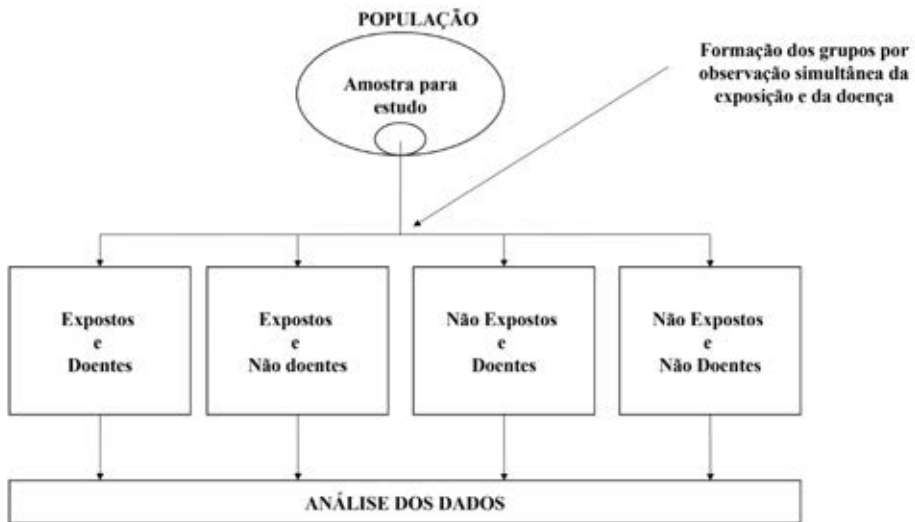 POPULAÇÃO
Amostra para
estudo
Formação dos grupos por
observação simultânea da
exposição e da doença
Expostos
e
Doentes
Expostos
e
Não doentes
Não Expostos
e
Doentes
Não Expostos
e
Não Doentes
ANÁLISE DOS DADOS